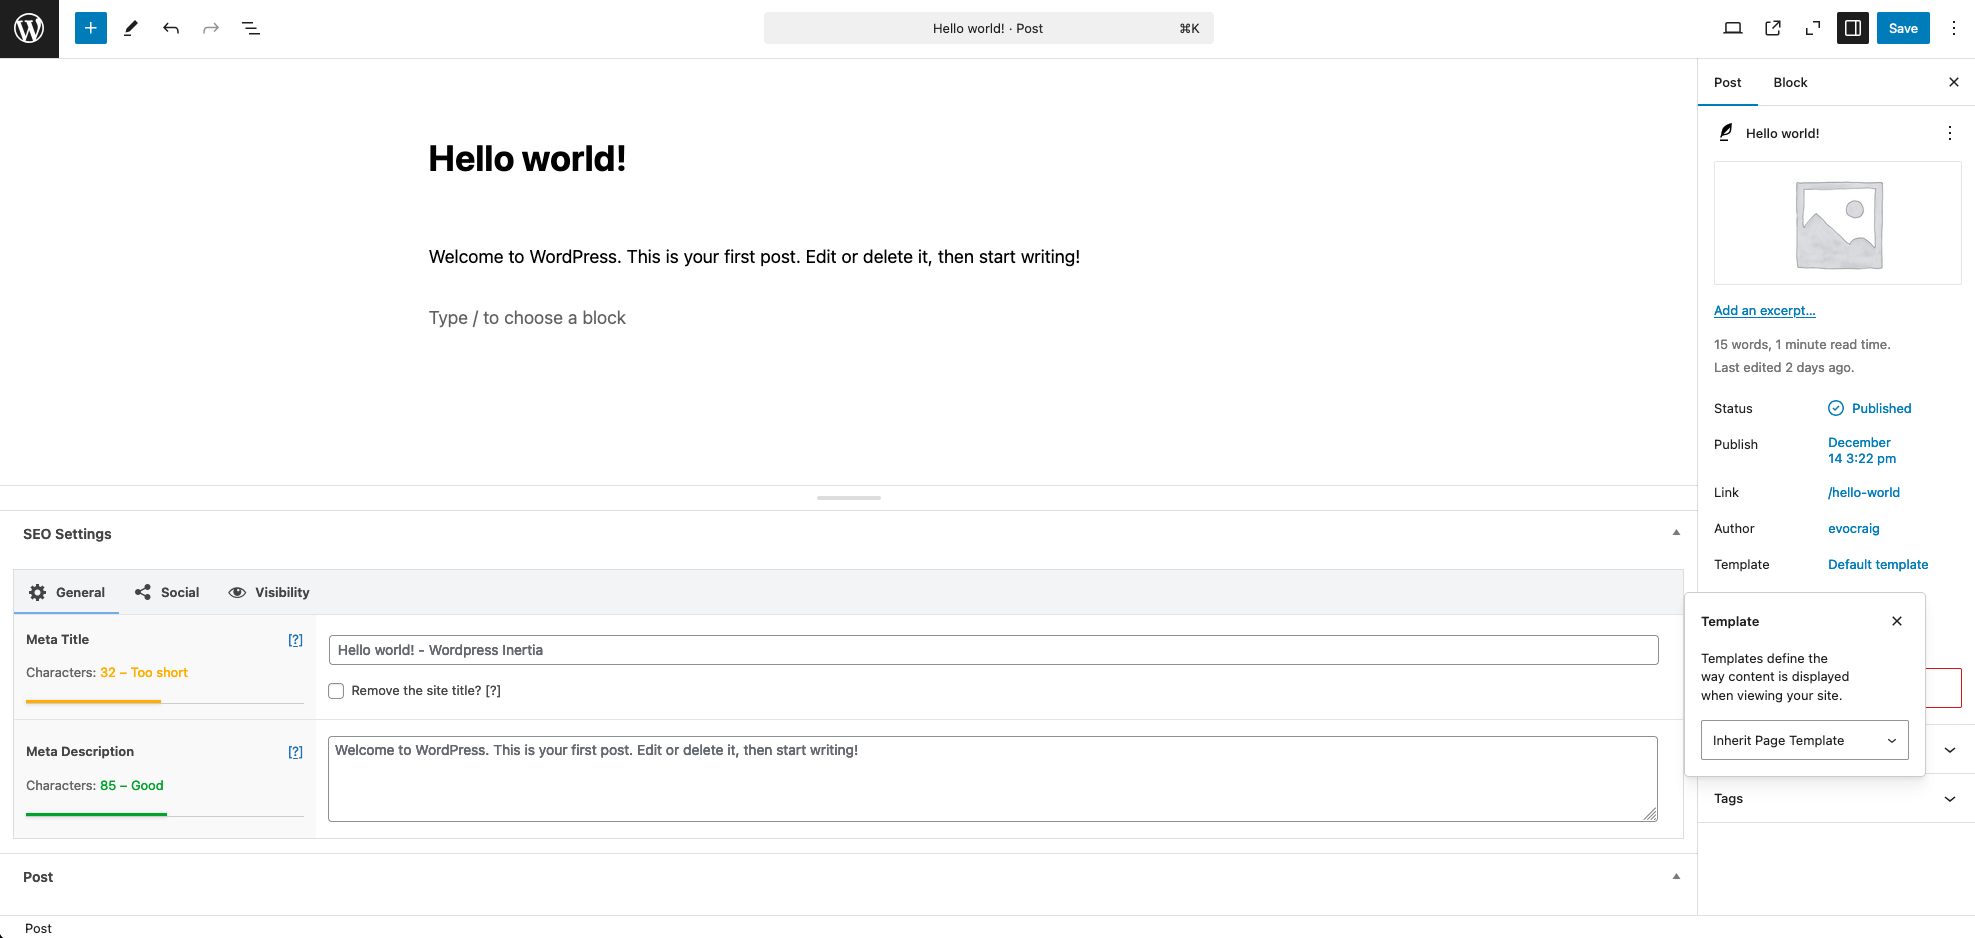 Hello world! · Post
⌘K
Save
Post
Block
Hello world!
Hello world!
Welcome to WordPress. This is your first post. Edit or delete it, then start writing!
Type / to choose a block
Add an excerpt...
15 words, 1 minute read time.
Last edited 2 days ago.
Status Published
Publish December
14 3:22 pm
Link /hello-world
Author evocraig
Template Default template
Template
Templates define the
way content is displayed
when viewing your site.
Inherit Page Template
Tags
SEO Settings
General Social Visibility
Meta Title [?]
Characters: 32 – Too short
Hello world! - Wordpress Inertia
Remove the site title? [?]
Meta Description [?]
Characters: 85 – Good
Welcome to WordPress. This is your first post. Edit or delete it, then start writing!
Post
Post